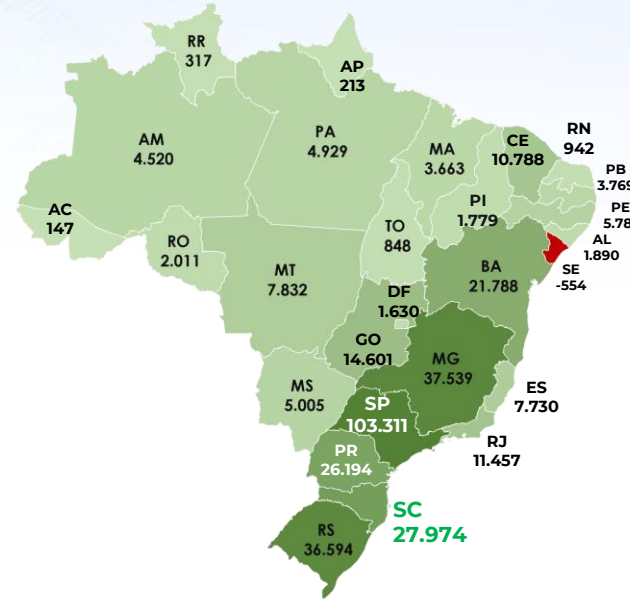 RR
317
AP
213
AM
4.520
PA
4.929
MA
3.663
CE
10.788
RN
942
PB
3.769
PE
AL
1.890
SE
-554
AC
147
RO
2.011
TO
848
PI
1.779
BA
21.788
MT
7.832
DF
1.630
GO
14.601
MG
37.539
MS
5.005
SP
103.311
ES
7.730
RJ
11.457
PR
26.194
SC
27.974
RS
36.594